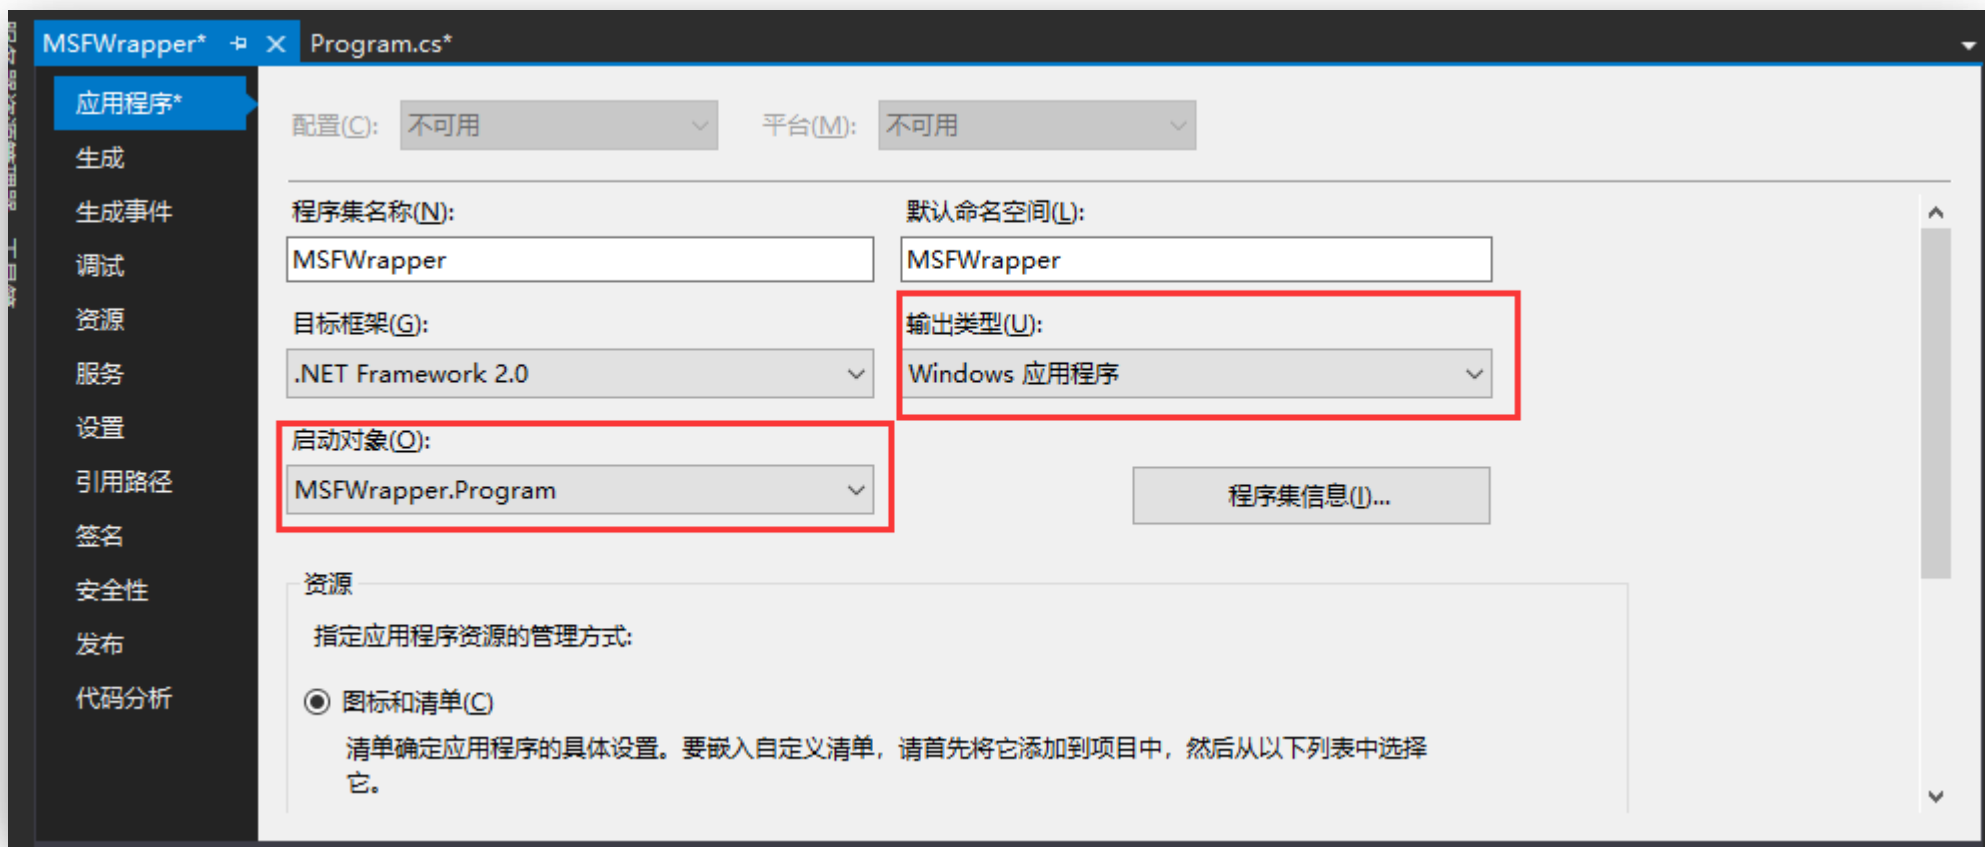 MSFWrapper*
Program.cs*
应用程序*
生成
生成事件
调试
资源
服务
设置
引用路径
签名
安全性
发布
代码分析
配置(C): 不可用 平台(M): 不可用
程序集名称(N): 默认命名空间(L):
MSFWrapper MSFWrapper
目标框架(G): 输出类型(U):
.NET Framework 2.0 Windows 应用程序
启动对象(O):
MSFWrapper.Program 程序集信息(I)...
资源
指定应用程序资源的管理方式:
图标和清单(C)
清单确定应用程序的具体设置。要嵌入自定义清单，请首先将它添加到项目中，然后从以下列表中选择
它。